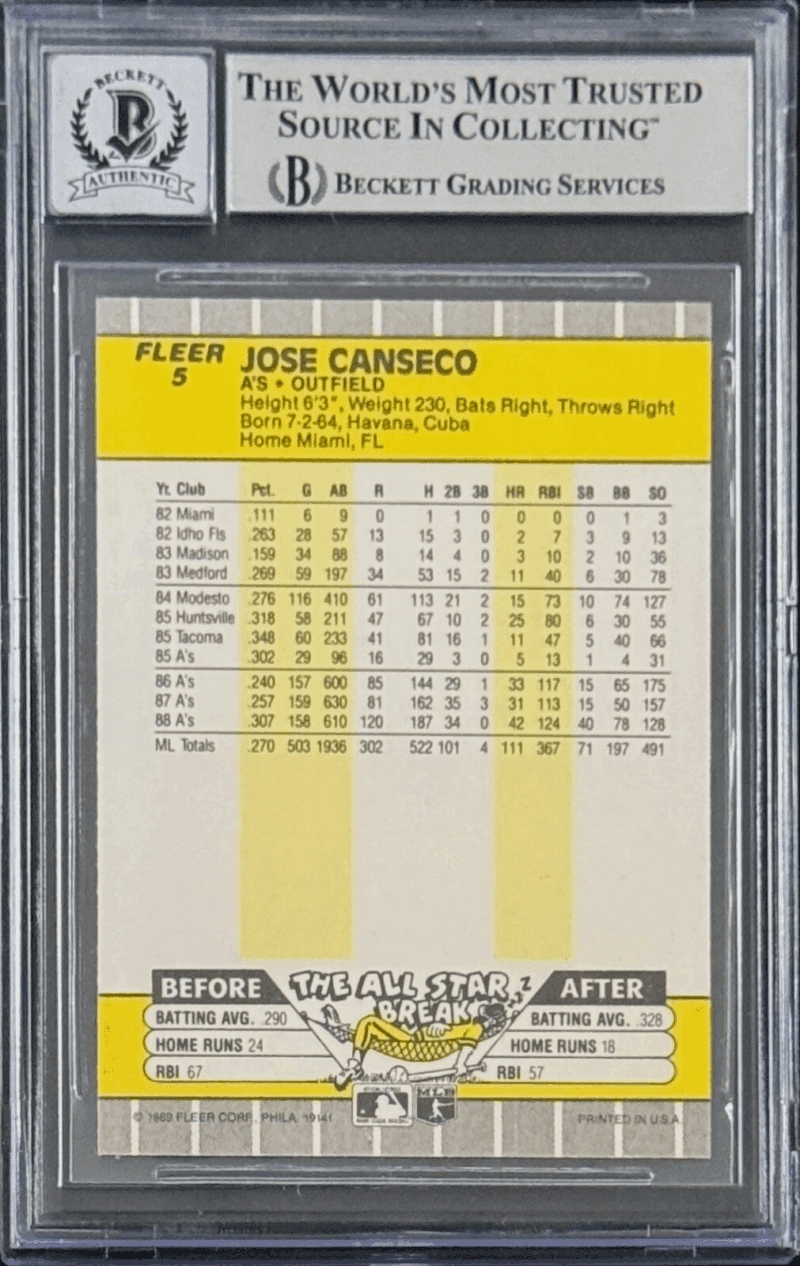 BECKETT
B
AUTHENTIC
THE WORLD'S MOST TRUSTED
SOURCE IN COLLECTING™
(B) BECKETT GRADING SERVICES
FLEER
5
JOSE CANSECO
A'S • OUTFIELD
Height 6'3", Weight 230, Bats Right, Throws Right
Born 7-2-64, Havana, Cuba
Home Miami, FL
Yr. Club Pct. G AB R H 2B 3B HR RBI SB BB SO
82 Miami .111 6 9 0 1 1 0 0 0 0 1 3
82 Idho Fls .263 28 57 13 15 3 0 2 7 3 9 13
83 Madison .159 34 88 8 14 4 0 3 10 2 10 36
83 Medford .269 59 197 34 53 15 2 11 40 6 30 78
84 Modesto .276 116 410 61 113 21 2 15 73 10 74 127
85 Huntsville .318 58 211 47 67 10 2 25 80 6 30 55
85 Tacoma .348 60 233 41 81 16 1 11 47 5 40 66
85 A's .302 29 96 16 29 3 0 5 13 1 4 31
86 A's .240 157 600 85 144 29 1 33 117 15 65 175
87 A's .257 159 630 81 162 35 3 31 113 15 50 157
88 A's .307 158 610 120 187 34 0 42 124 40 78 128
ML Totals .270 503 1936 302 522 101 4 111 367 71 197 491
BEFORE THE ALL STAR BREAK AFTER
BATTING AVG. .290 BATTING AVG. .328
HOME RUNS 24 HOME RUNS 18
RBI 67 RBI 57
MLB
© 1989 FLEER CORP., PHILA. 19141 PRINTED IN U.S.A.